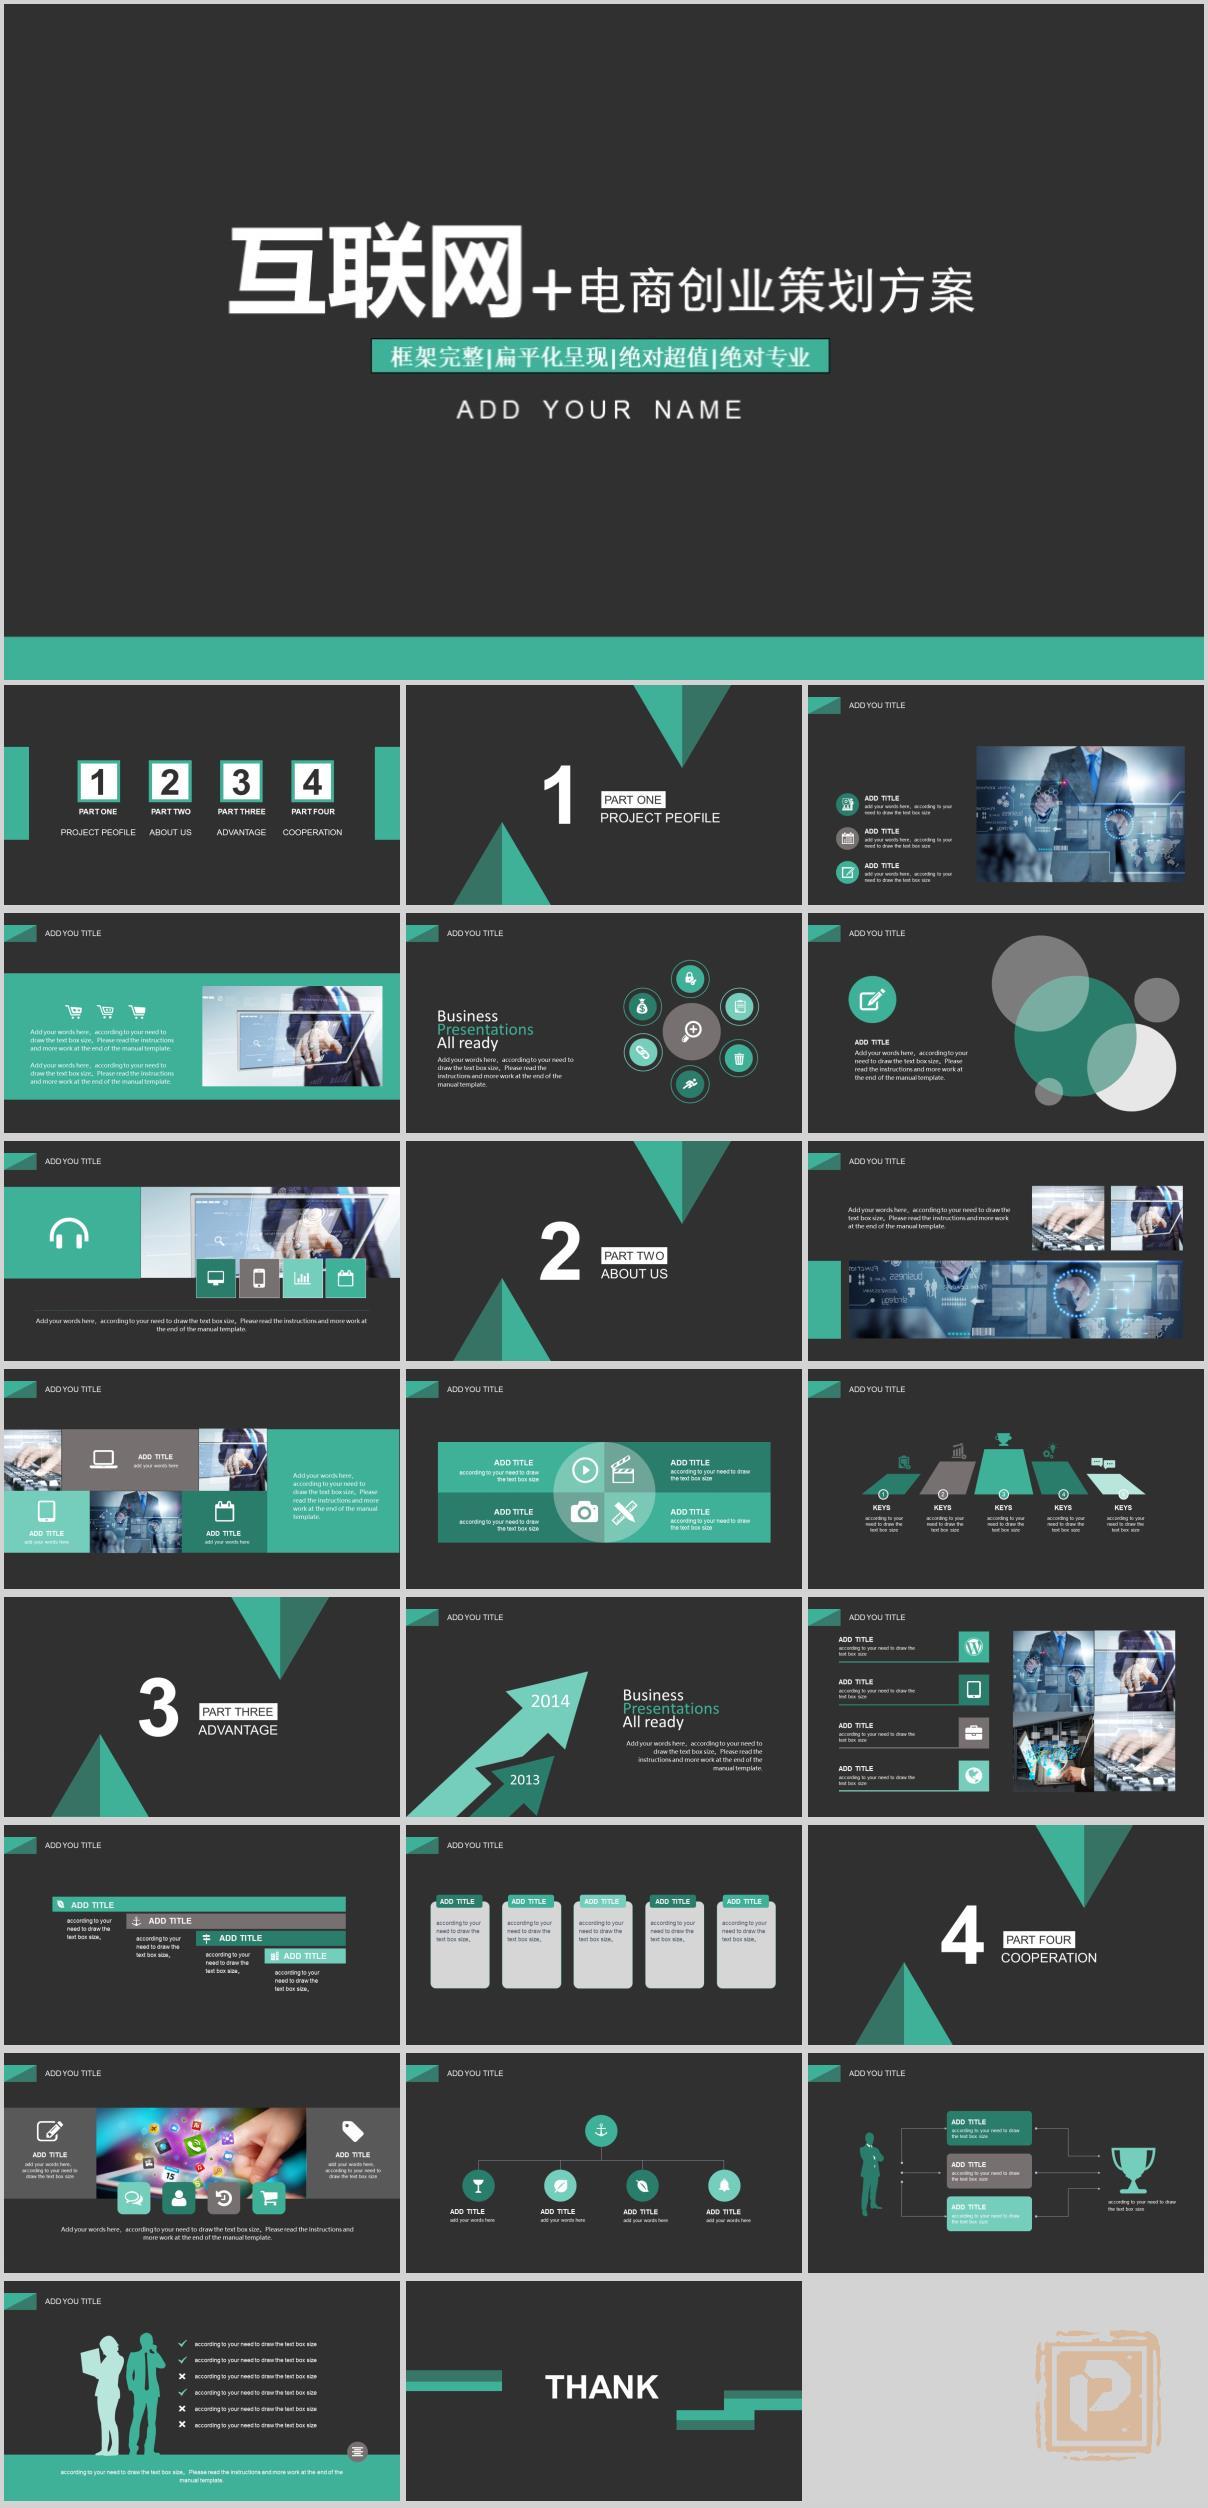 互联网+电商创业策划方案
框架完整|扁平化呈现|绝对超值|绝对专业
ADD YOUR NAME
1
2
3
4
PART ONE
PART TWO
PART THREE
PART FOUR
PROJECT PEOFILE
ABOUT US
ADVANTAGE
COOPERATION
1
PART ONE
PROJECT PEOFILE
ADD YOU TITLE
ADD TITLE
add your words here, according to your
need to draw the text box size
ADD TITLE
add your words here, according to your
need to draw the text box size
ADD TITLE
add your words here, according to your
need to draw the text box size
ADD YOU TITLE
Add your words here, according to your need to
draw the text box size, Please read the instructions
and more work at the end of the manual template.
Add your words here, according to your need to
draw the text box size, Please read the instructions
and more work at the end of the manual template.
ADD YOU TITLE
Business
Presentations
All ready
Add your words here, according to your need to
draw the text box size, Please read the
instructions and more work at the end of the
manual template.
ADD YOU TITLE
ADD TITLE
Add your words here, according to your
need to draw the text box size, Please
read the instructions and more work at
the end of the manual template.
ADD YOU TITLE
Add your words here, according to your need to draw the text box size, Please read the instructions and more work at
the end of the manual template.
2
PART TWO
ABOUT US
ADD YOU TITLE
Add your words here, according to your need to draw the
text box size, Please read the instructions and more work
at the end of the manual template.
ADD YOU TITLE
ADD TITLE
add your words here
ADD TITLE
add your words here
ADD TITLE
add your words here
Add your words here,
according to your need to
draw the text box size, Please
read the instructions and more
work at the end of the manual
template.
ADD YOU TITLE
ADD TITLE
according to your need to draw
the text box size
ADD TITLE
according to your need to draw
the text box size
ADD TITLE
according to your need to draw
the text box size
ADD TITLE
according to your need to draw
the text box size
ADD YOU TITLE
1
2
3
4
KEYS
according to your
need to draw the
text box size
KEYS
according to your
need to draw the
text box size
KEYS
according to your
need to draw the
text box size
KEYS
according to your
need to draw the
text box size
KEYS
according to your
need to draw the
text box size
3
PART THREE
ADVANTAGE
ADD YOU TITLE
2014
2013
Business
Presentations
All ready
Add your words here, according to your need to
draw the text box size, Please read the
instructions and more work at the end of the
manual template.
ADD YOU TITLE
ADD TITLE
according to your need to draw the
text box size
ADD TITLE
according to your need to draw the
text box size
ADD TITLE
according to your need to draw the
text box size
ADD TITLE
according to your need to draw the
text box size
ADD YOU TITLE
ADD TITLE
according to your
need to draw the
text box size,
ADD TITLE
according to your
need to draw the
text box size,
ADD TITLE
according to your
need to draw the
text box size,
ADD TITLE
according to your
need to draw the
text box size,
ADD YOU TITLE
ADD TITLE
according to your
need to draw the
text box size,
ADD TITLE
according to your
need to draw the
text box size,
ADD TITLE
according to your
need to draw the
text box size,
ADD TITLE
according to your
need to draw the
text box size,
ADD TITLE
according to your
need to draw the
text box size,
4
PART FOUR
COOPERATION
ADD YOU TITLE
ADD TITLE
add your words here,
according to your need to
draw the text box size
ADD TITLE
add your words here,
according to your need to
draw the text box size
15
Add your words here, according to your need to draw the text box size, Please read the instructions and
more work at the end of the manual template.
ADD YOU TITLE
ADD TITLE
add your words here
ADD TITLE
add your words here
ADD TITLE
add your words here
ADD TITLE
add your words here
ADD YOU TITLE
ADD TITLE
according to your need to draw
the text box size
ADD TITLE
according to your need to draw
the text box size
ADD TITLE
according to your need to draw
the text box size
according to your need to draw
the text box size
ADD YOU TITLE
according to your need to draw the text box size
according to your need to draw the text box size
according to your need to draw the text box size
according to your need to draw the text box size
according to your need to draw the text box size
according to your need to draw the text box size
according to your need to draw the text box size, Please read the instructions and more work at the end of the
manual template.
THANK